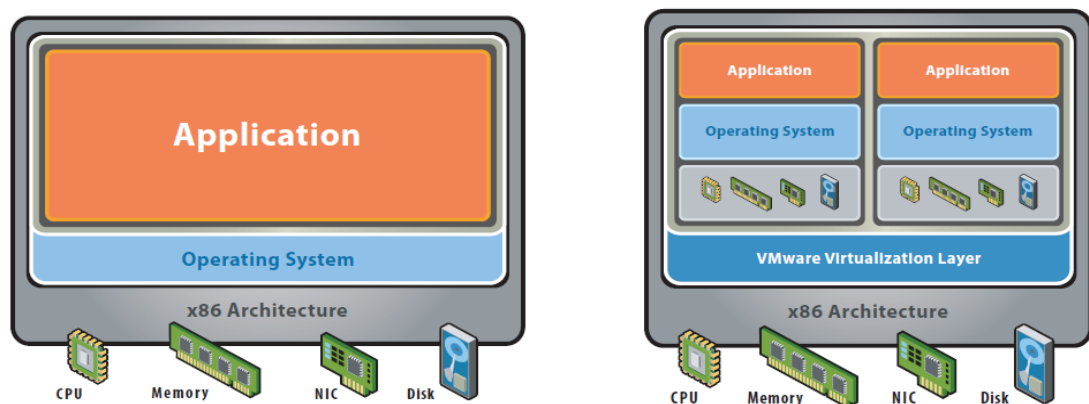 Application
Operating System
x86 Architecture
CPU
Memory
NIC
Disk
Application
Application
Operating System
Operating System
VMware Virtualization Layer
x86 Architecture
CPU
Memory
NIC
Disk